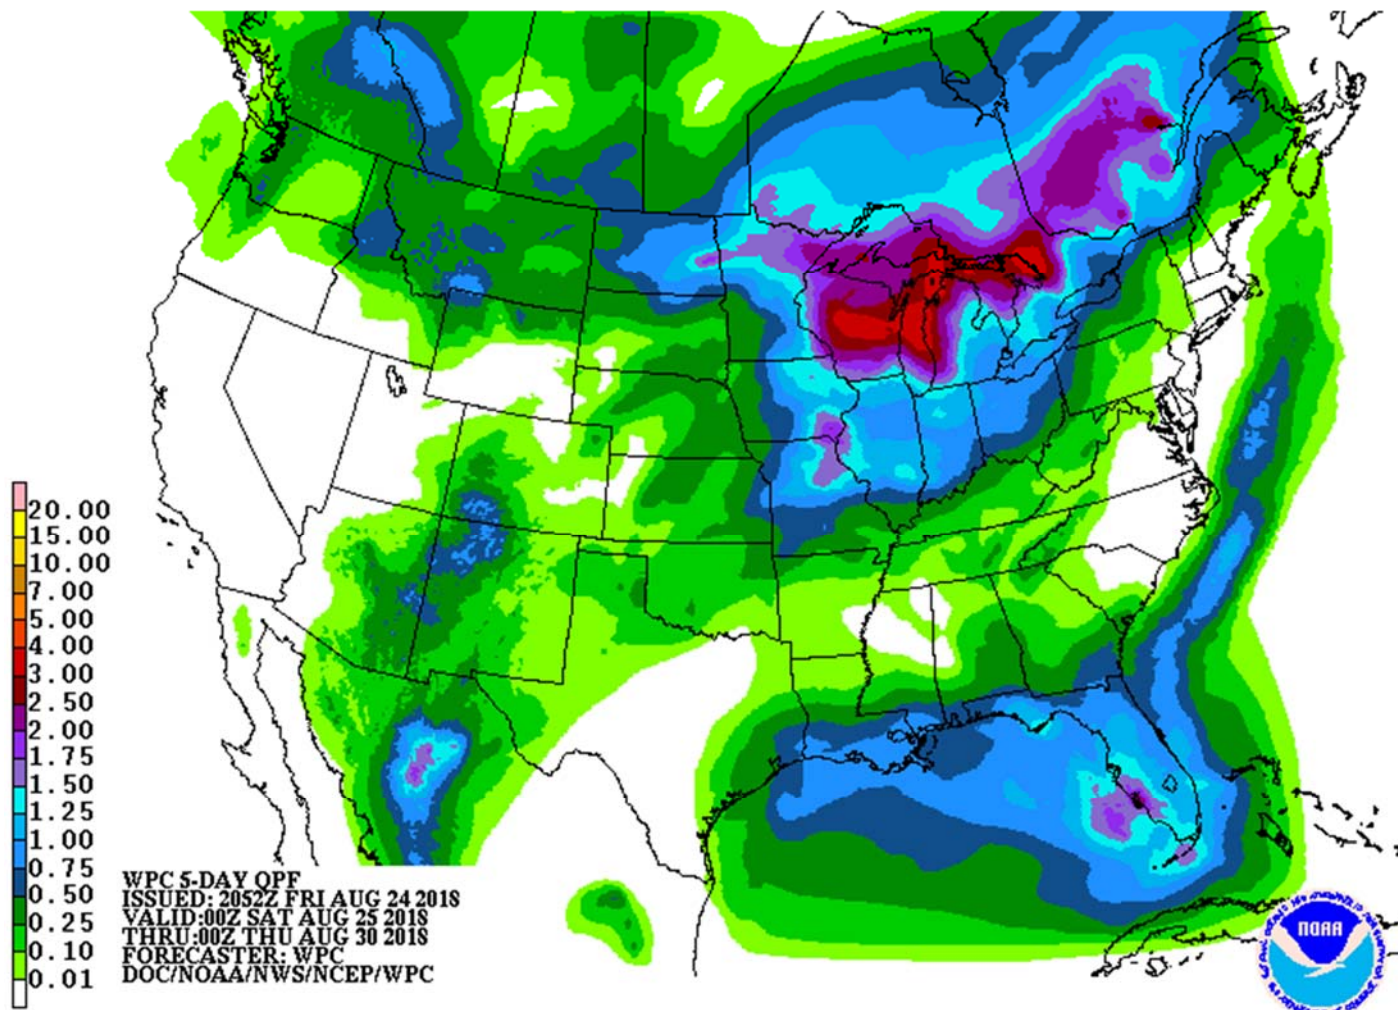 20.00
15.00
10.00
7.00
5.00
4.00
3.00
2.50
2.00
1.75
1.50
1.25
1.00
0.75
0.50
0.25
0.10
0.01
WPC 5-DAY QPF
ISSUED: 2052Z FRI AUG 24 2018
VALID:00Z SAT AUG 25 2018
THRU:00Z THU AUG 30 2018
FORECASTER: WPC
DOC/NOAA/NWS/NCEP/WPC
NOAA